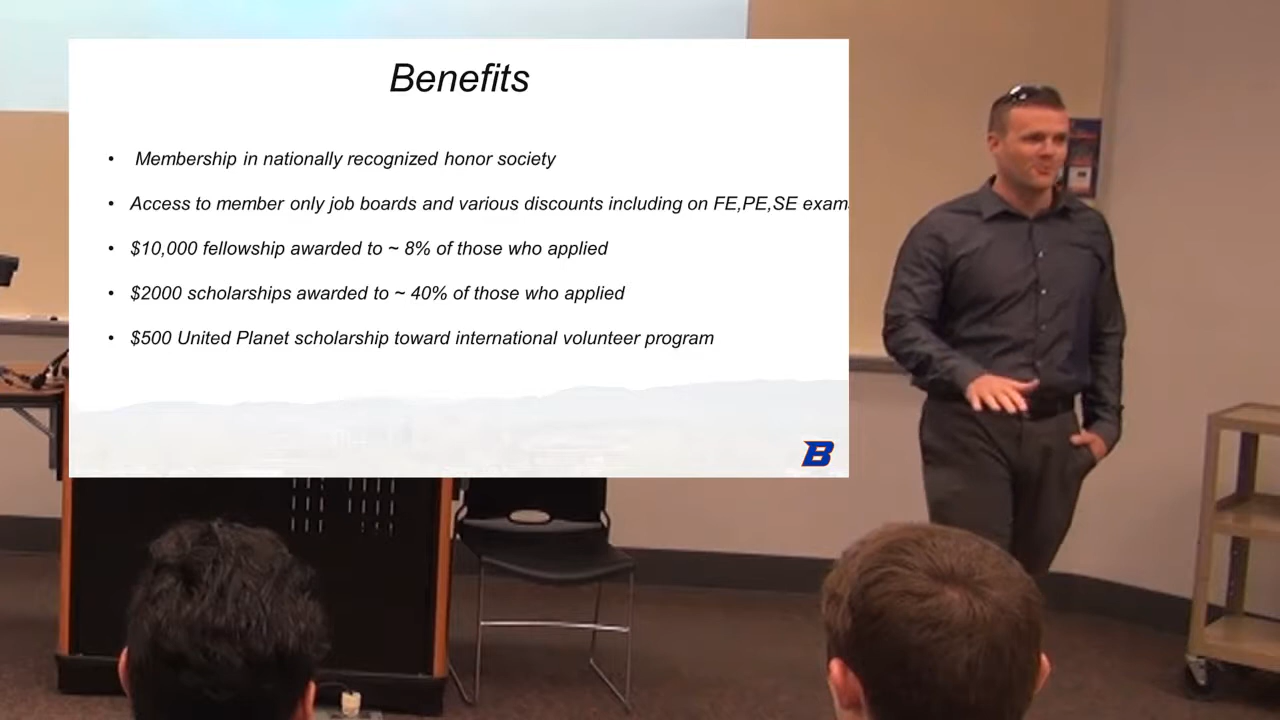 Benefits
• Membership in nationally recognized honor society
• Access to member only job boards and various discounts including on FE,PE,SE exam
• $10,000 fellowship awarded to ~ 8% of those who applied
• $2000 scholarships awarded to ~ 40% of those who applied
• $500 United Planet scholarship toward international volunteer program
B